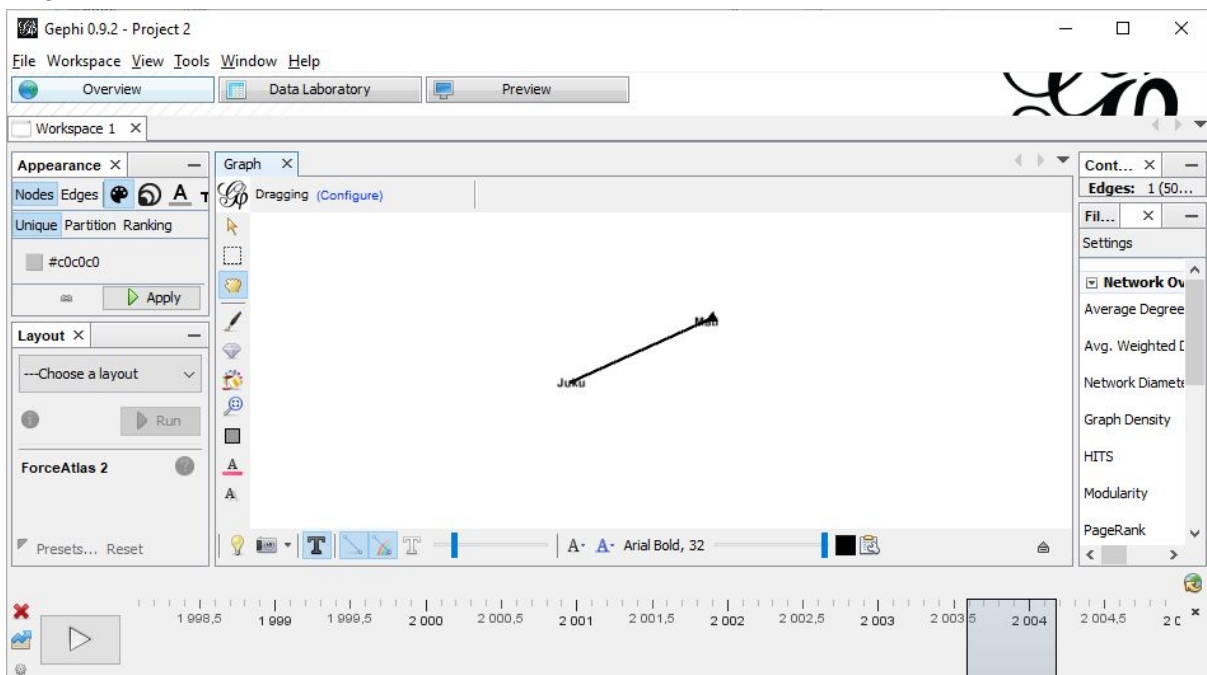 Gephi 0.9.2 - Project 2
File Workspace View Tools Window Help
Overview Data Laboratory Preview
Workspace 1
Appearance
Nodes Edges A T
Unique Partition Ranking
#c0c0c0
Apply
Layout
---Choose a layout
Run
ForceAtlas 2
Presets... Reset
Graph
Dragging (Configure)
A
A
Juku
T T A- A- Arial Bold, 32
Cont...
Edges: 1 (50...
Fil...
Settings
Network Ov
Average Degree
Avg. Weighted D
Network Diamete
Graph Density
HITS
Modularity
PageRank
1 998,5 1 999 1 999,5 2 000 2 000,5 2 001 2 001,5 2 002 2 002,5 2 003 2 003,5 2 004 2 004,5 2 0